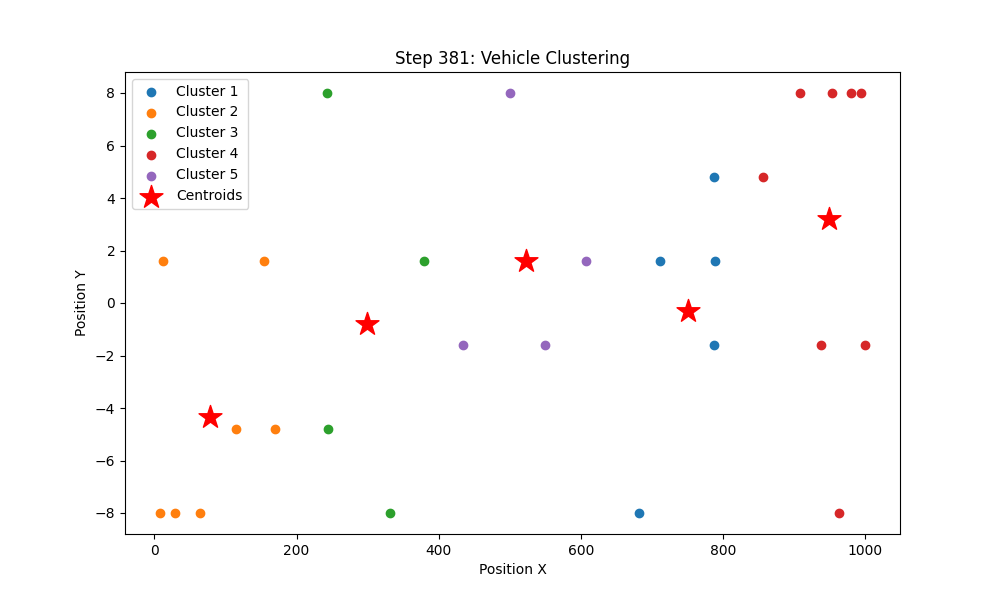 Step 381: Vehicle Clustering
Cluster 1
Cluster 2
Cluster 3
Cluster 4
Cluster 5
Centroids
8
6
4
2
0
−2
−4
−6
−8
Position Y
0
200
400
600
800
1000
Position X